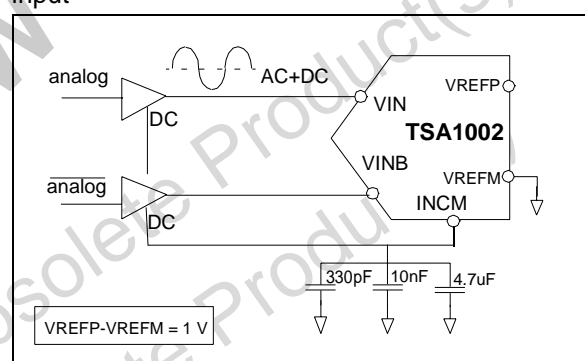 input
analog
AC+DC
DC
VIN
VREFP
TSA1002
VINB
VREFM
analog
DC
INCM
330pF
10nF
4.7uF
VREFP-VREFM = 1 V
Obsolete Product(s)
Obsolete Produ